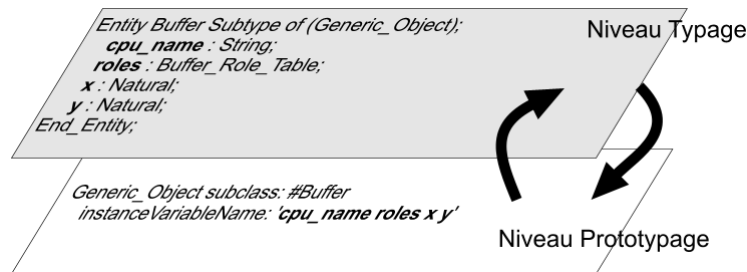 Entity Buffer Subtype of (Generic_Object);
cpu_name : String;
roles : Buffer_Role_Table;
x : Natural;
y : Natural;
End_Entity;
Niveau Typage
Generic_Object subclass: #Buffer
instanceVariableName: 'cpu_name roles x y'
Niveau Prototypage